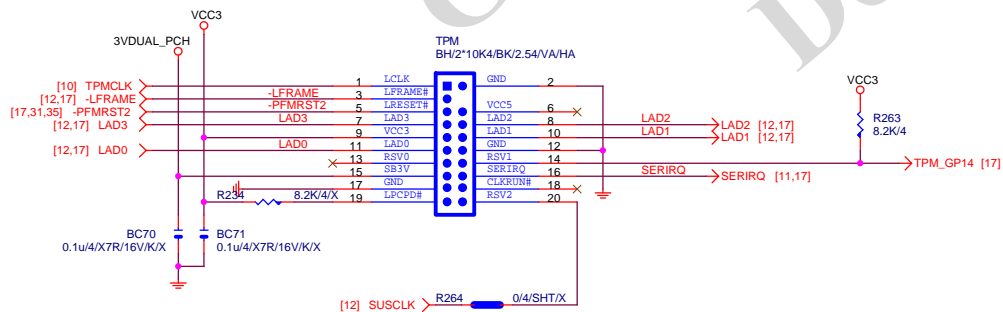 VCC3
3VDUAL_PCH
TPM
BH/2*10K4/BK/2.54/VA/HA
VCC3
[10] TPMCLK 1 LCLK GND 2
[12,17] -LFRAME -LFRAME 3 LFRAME#
[17,31,35] -PFMRST2 -PFMRST2 5 LRESET# VCC5 6
[12,17] LAD3 LAD3 7 LAD3 LAD2 8 LAD2 LAD2 [12,17]
9 VCC3 LAD1 10 LAD1 LAD1 [12,17]
[12,17] LAD0 LAD0 11 LAD0 GND 12
13 RSV0 RSV1 14 TPM_GP14 [17]
15 SB3V SERIRQ 16 SERIRQ SERIRQ [11,17]
17 GND CLKRUN# 18
R234 8.2K/4/X 19 LPCPD# RSV2 20
R263
8.2K/4
BC70
0.1u/4/X7R/16V/K/X
BC71
0.1u/4/X7R/16V/K/X
[12] SUSCLK R264 0/4/SHT/X